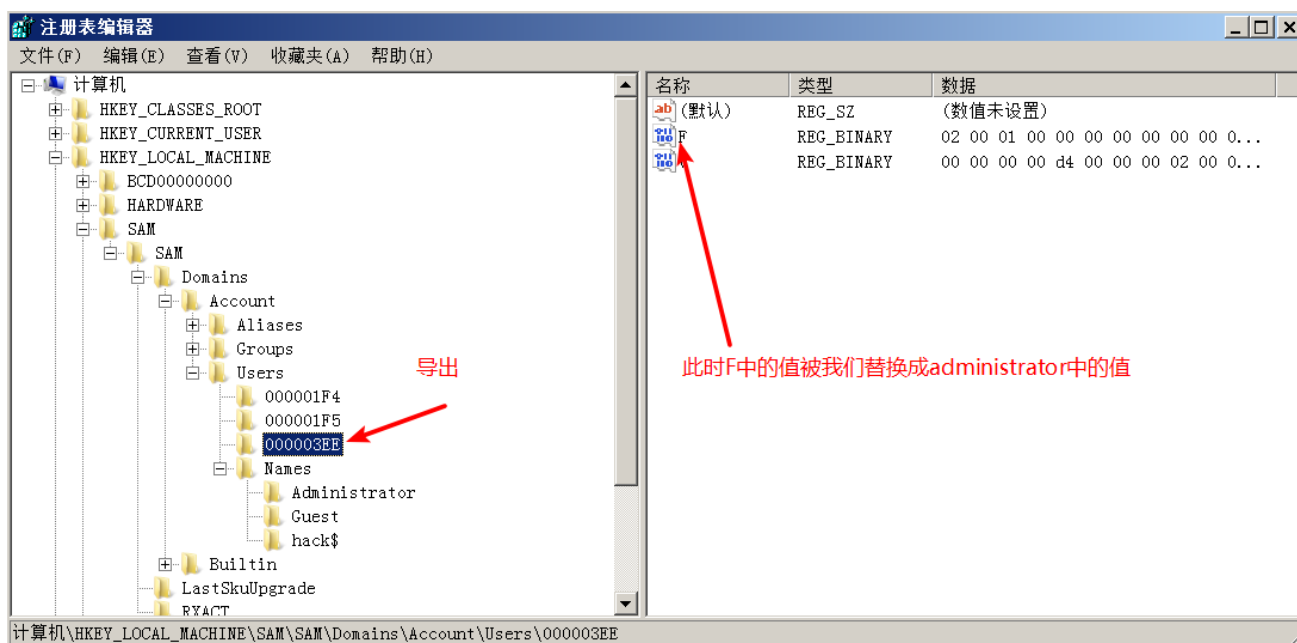 注册表编辑器
文件(F) 编辑(E) 查看(V) 收藏夹(A) 帮助(H)
计算机
HKEY_CLASSES_ROOT
HKEY_CURRENT_USER
HKEY_LOCAL_MACHINE
BCD00000000
HARDWARE
SAM
SAM
Domains
Account
Aliases
Groups
Users
000001F4
000001F5
000003EE
Names
Administrator
Guest
hack$
Builtin
LastSkuUpgrade
RXACT
导出
名称 类型 数据
(默认) REG_SZ (数值未设置)
F REG_BINARY 02 00 01 00 00 00 00 00 00 00 0...
REG_BINARY 00 00 00 00 d4 00 00 00 02 00 0...
此时F中的值被我们替换成administrator中的值
计算机\HKEY_LOCAL_MACHINE\SAM\SAM\Domains\Account\Users\000003EE